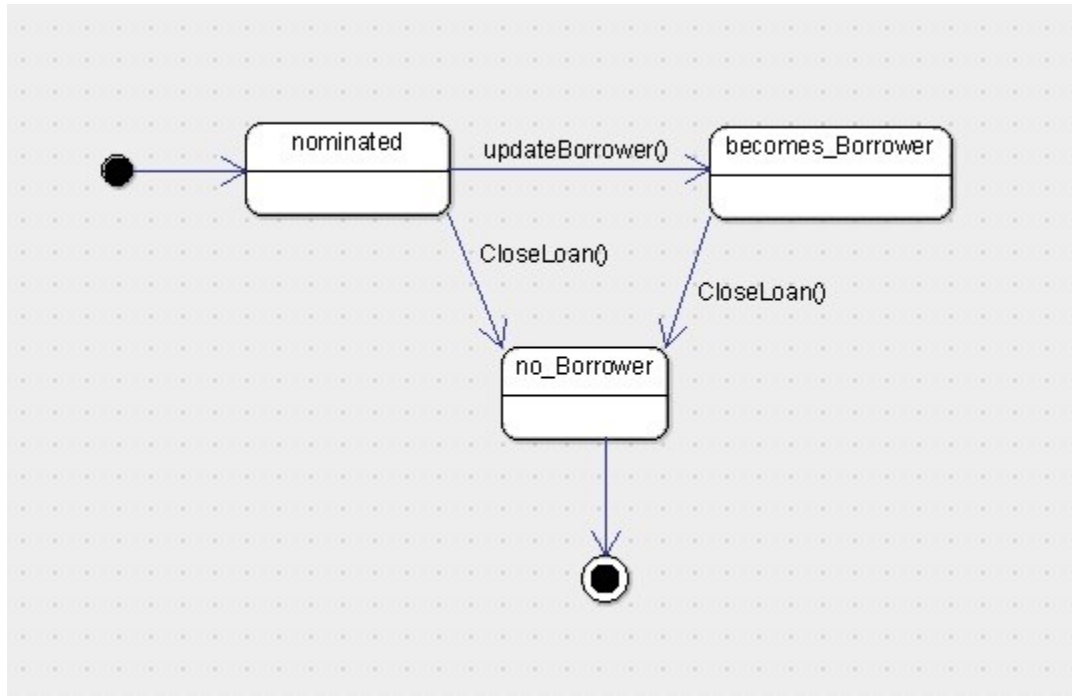 nominated
updateBorrower()
becomes_Borrower
CloseLoan()
CloseLoan()
no_Borrower